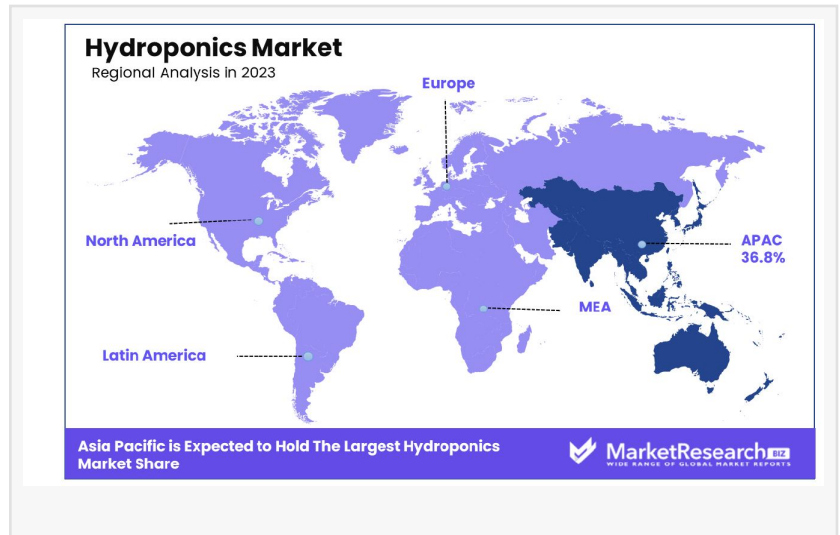 Hydroponics Market
Regional Analysis in 2023
Europe
North America
APAC
36.8%
MEA
Latin America
Asia Pacific is Expected to Hold The Largest Hydroponics
Market Share
MarketResearch BIZ
WIDE RANGE OF GLOBAL MARKET REPORTS